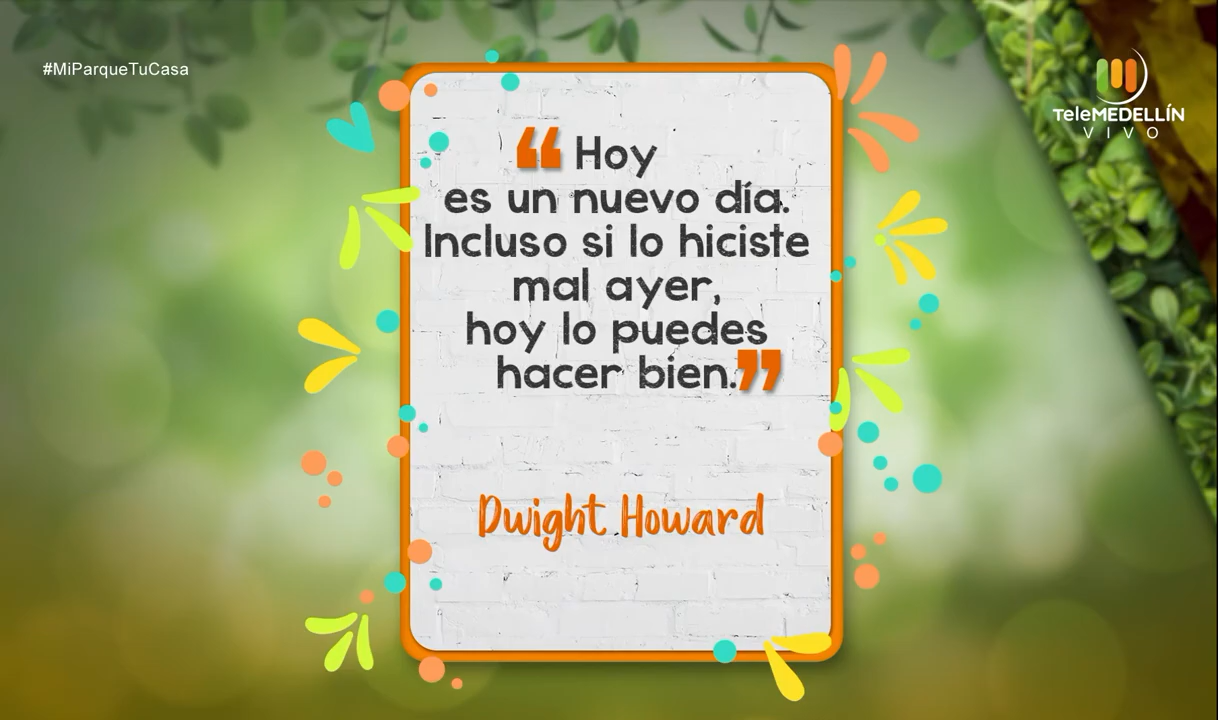 #MiParqueTuCasa
TeleMEDELLÍN
VIVO
“ Hoy
es un nuevo día.
Incluso si lo hiciste
mal ayer,
hoy lo puedes
hacer bien.”
Dwight Howard